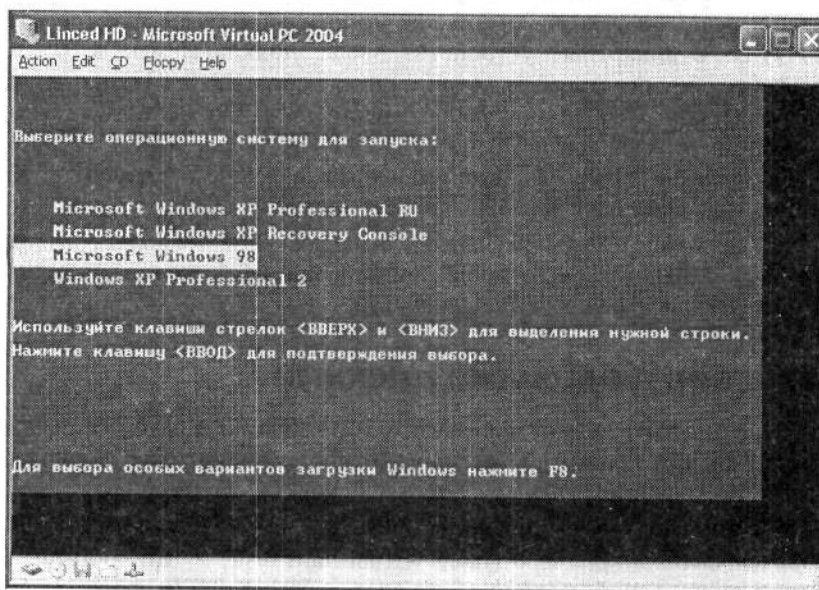 Linced HD - Microsoft Virtual PC 2004
Action Edit CD Floppy Help
Выберите операционную систему для запуска:
Microsoft Windows XP Professional RU
Microsoft Windows XP Recovery Console
Microsoft Windows 98
Windows XP Professional 2
Используйте клавиши стрелок <ВВЕРХ> и <ВНИЗ> для выделения нужной строки.
Нажмите клавишу <ВВОД> для подтверждения выбора.
Для выбора особых вариантов загрузки Windows нажмите F8.